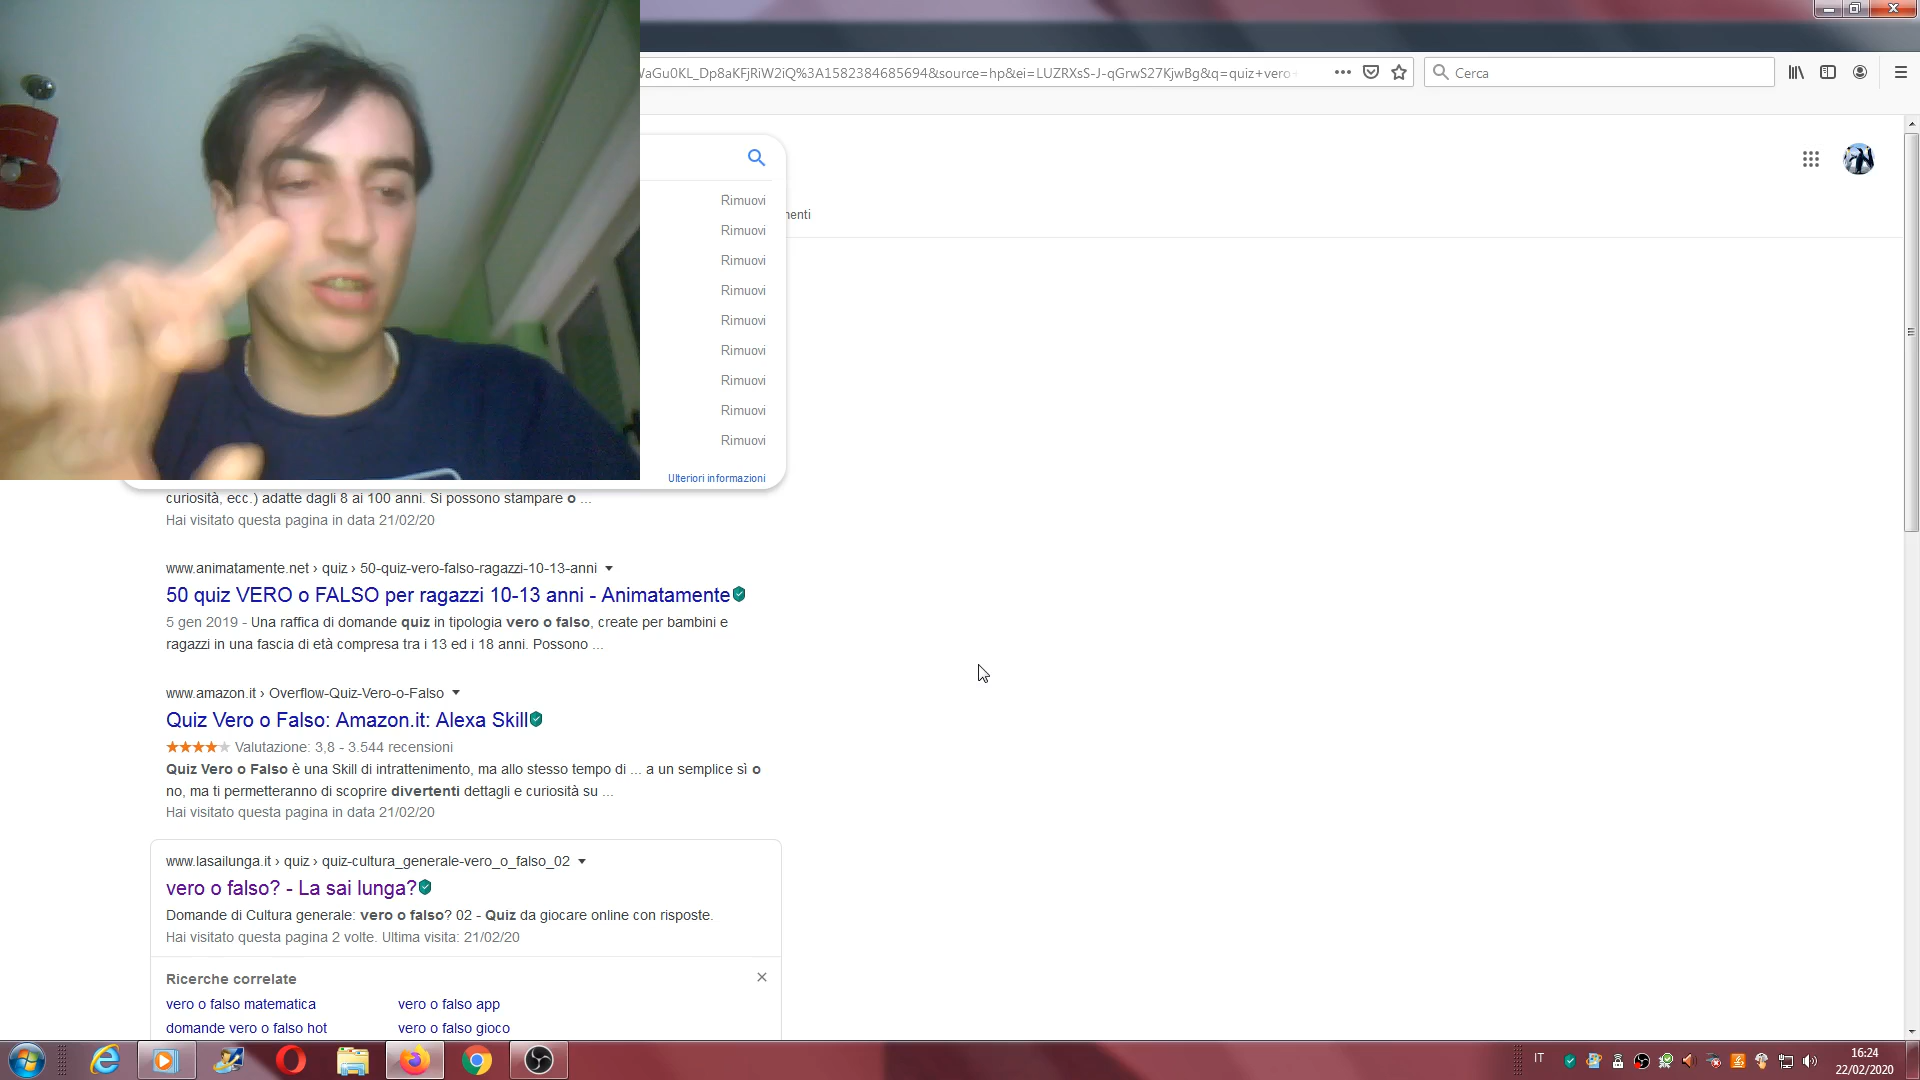 /aGu0KL_Dp8aKFjRiW2iQ%3A1582384685694&source=hp&ei=LUZRXsS-J-qGrwS27KjwBg&q=quiz+vero
Cerca
Rimuovi
enti
Rimuovi
Rimuovi
Rimuovi
Rimuovi
Rimuovi
Rimuovi
Rimuovi
Rimuovi
Ulteriori informazioni
curiosità, ecc.) adatte dagli 8 ai 100 anni. Si possono stampare o ...
Hai visitato questa pagina in data 21/02/20
www.animatamente.net › quiz › 50-quiz-vero-falso-ragazzi-10-13-anni
50 quiz VERO o FALSO per ragazzi 10-13 anni - Animatamente
5 gen 2019 - Una raffica di domande quiz in tipologia vero o falso, create per bambini e
ragazzi in una fascia di età compresa tra i 13 ed i 18 anni. Possono ...
www.amazon.it › Overflow-Quiz-Vero-o-Falso
Quiz Vero o Falso: Amazon.it: Alexa Skill
Valutazione: 3,8 - 3.544 recensioni
Quiz Vero o Falso è una Skill di intrattenimento, ma allo stesso tempo di ... a un semplice sì o
no, ma ti permetteranno di scoprire divertenti dettagli e curiosità su ...
Hai visitato questa pagina in data 21/02/20
www.lasailunga.it › quiz › quiz-cultura_generale-vero_o_falso_02
vero o falso? - La sai lunga?
Domande di Cultura generale: vero o falso? 02 - Quiz da giocare online con risposte.
Hai visitato questa pagina 2 volte. Ultima visita: 21/02/20
Ricerche correlate
vero o falso matematica
vero o falso app
domande vero o falso hot
vero o falso gioco
IT
16:24
22/02/2020